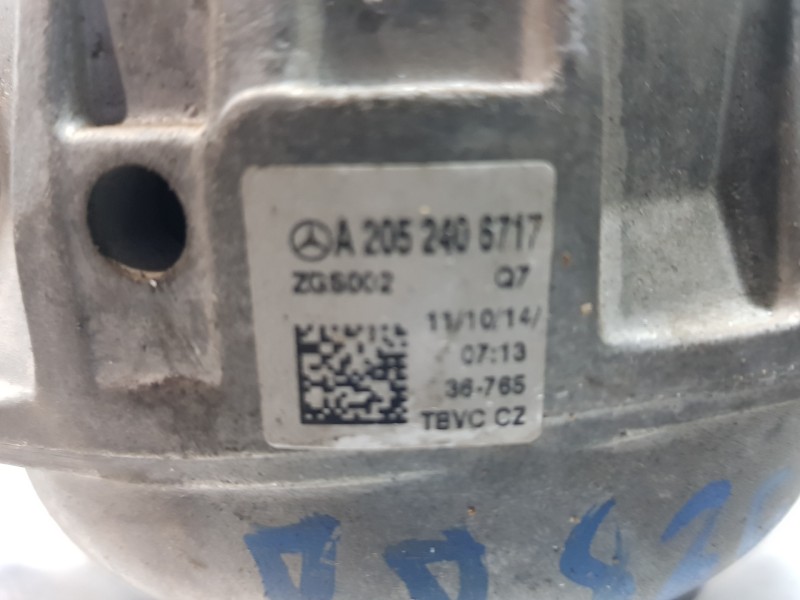 A 205 240 6717
ZGS002 Q7
11/10/14/
07:13
36-765
TBVC CZ